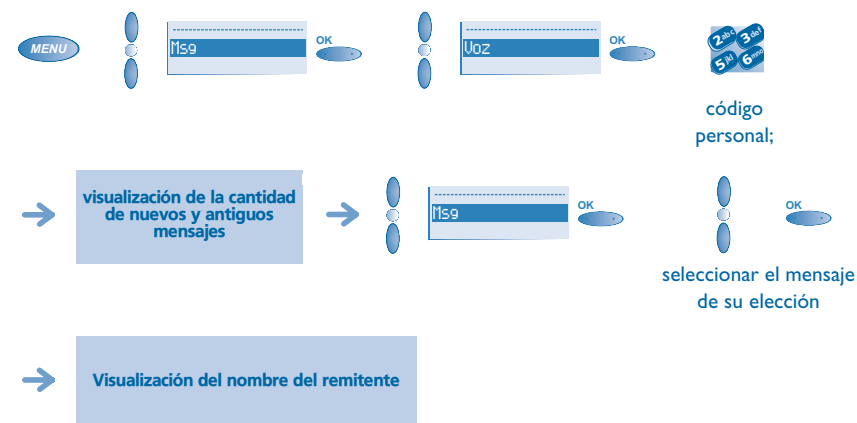 MENU
Msg
OK
Voz
OK
2abc 3def
5jkl 6mno
código
personal;
visualización de la cantidad
de nuevos y antiguos
mensajes
Msg
OK
OK
seleccionar el mensaje
de su elección
Visualización del nombre del remitente